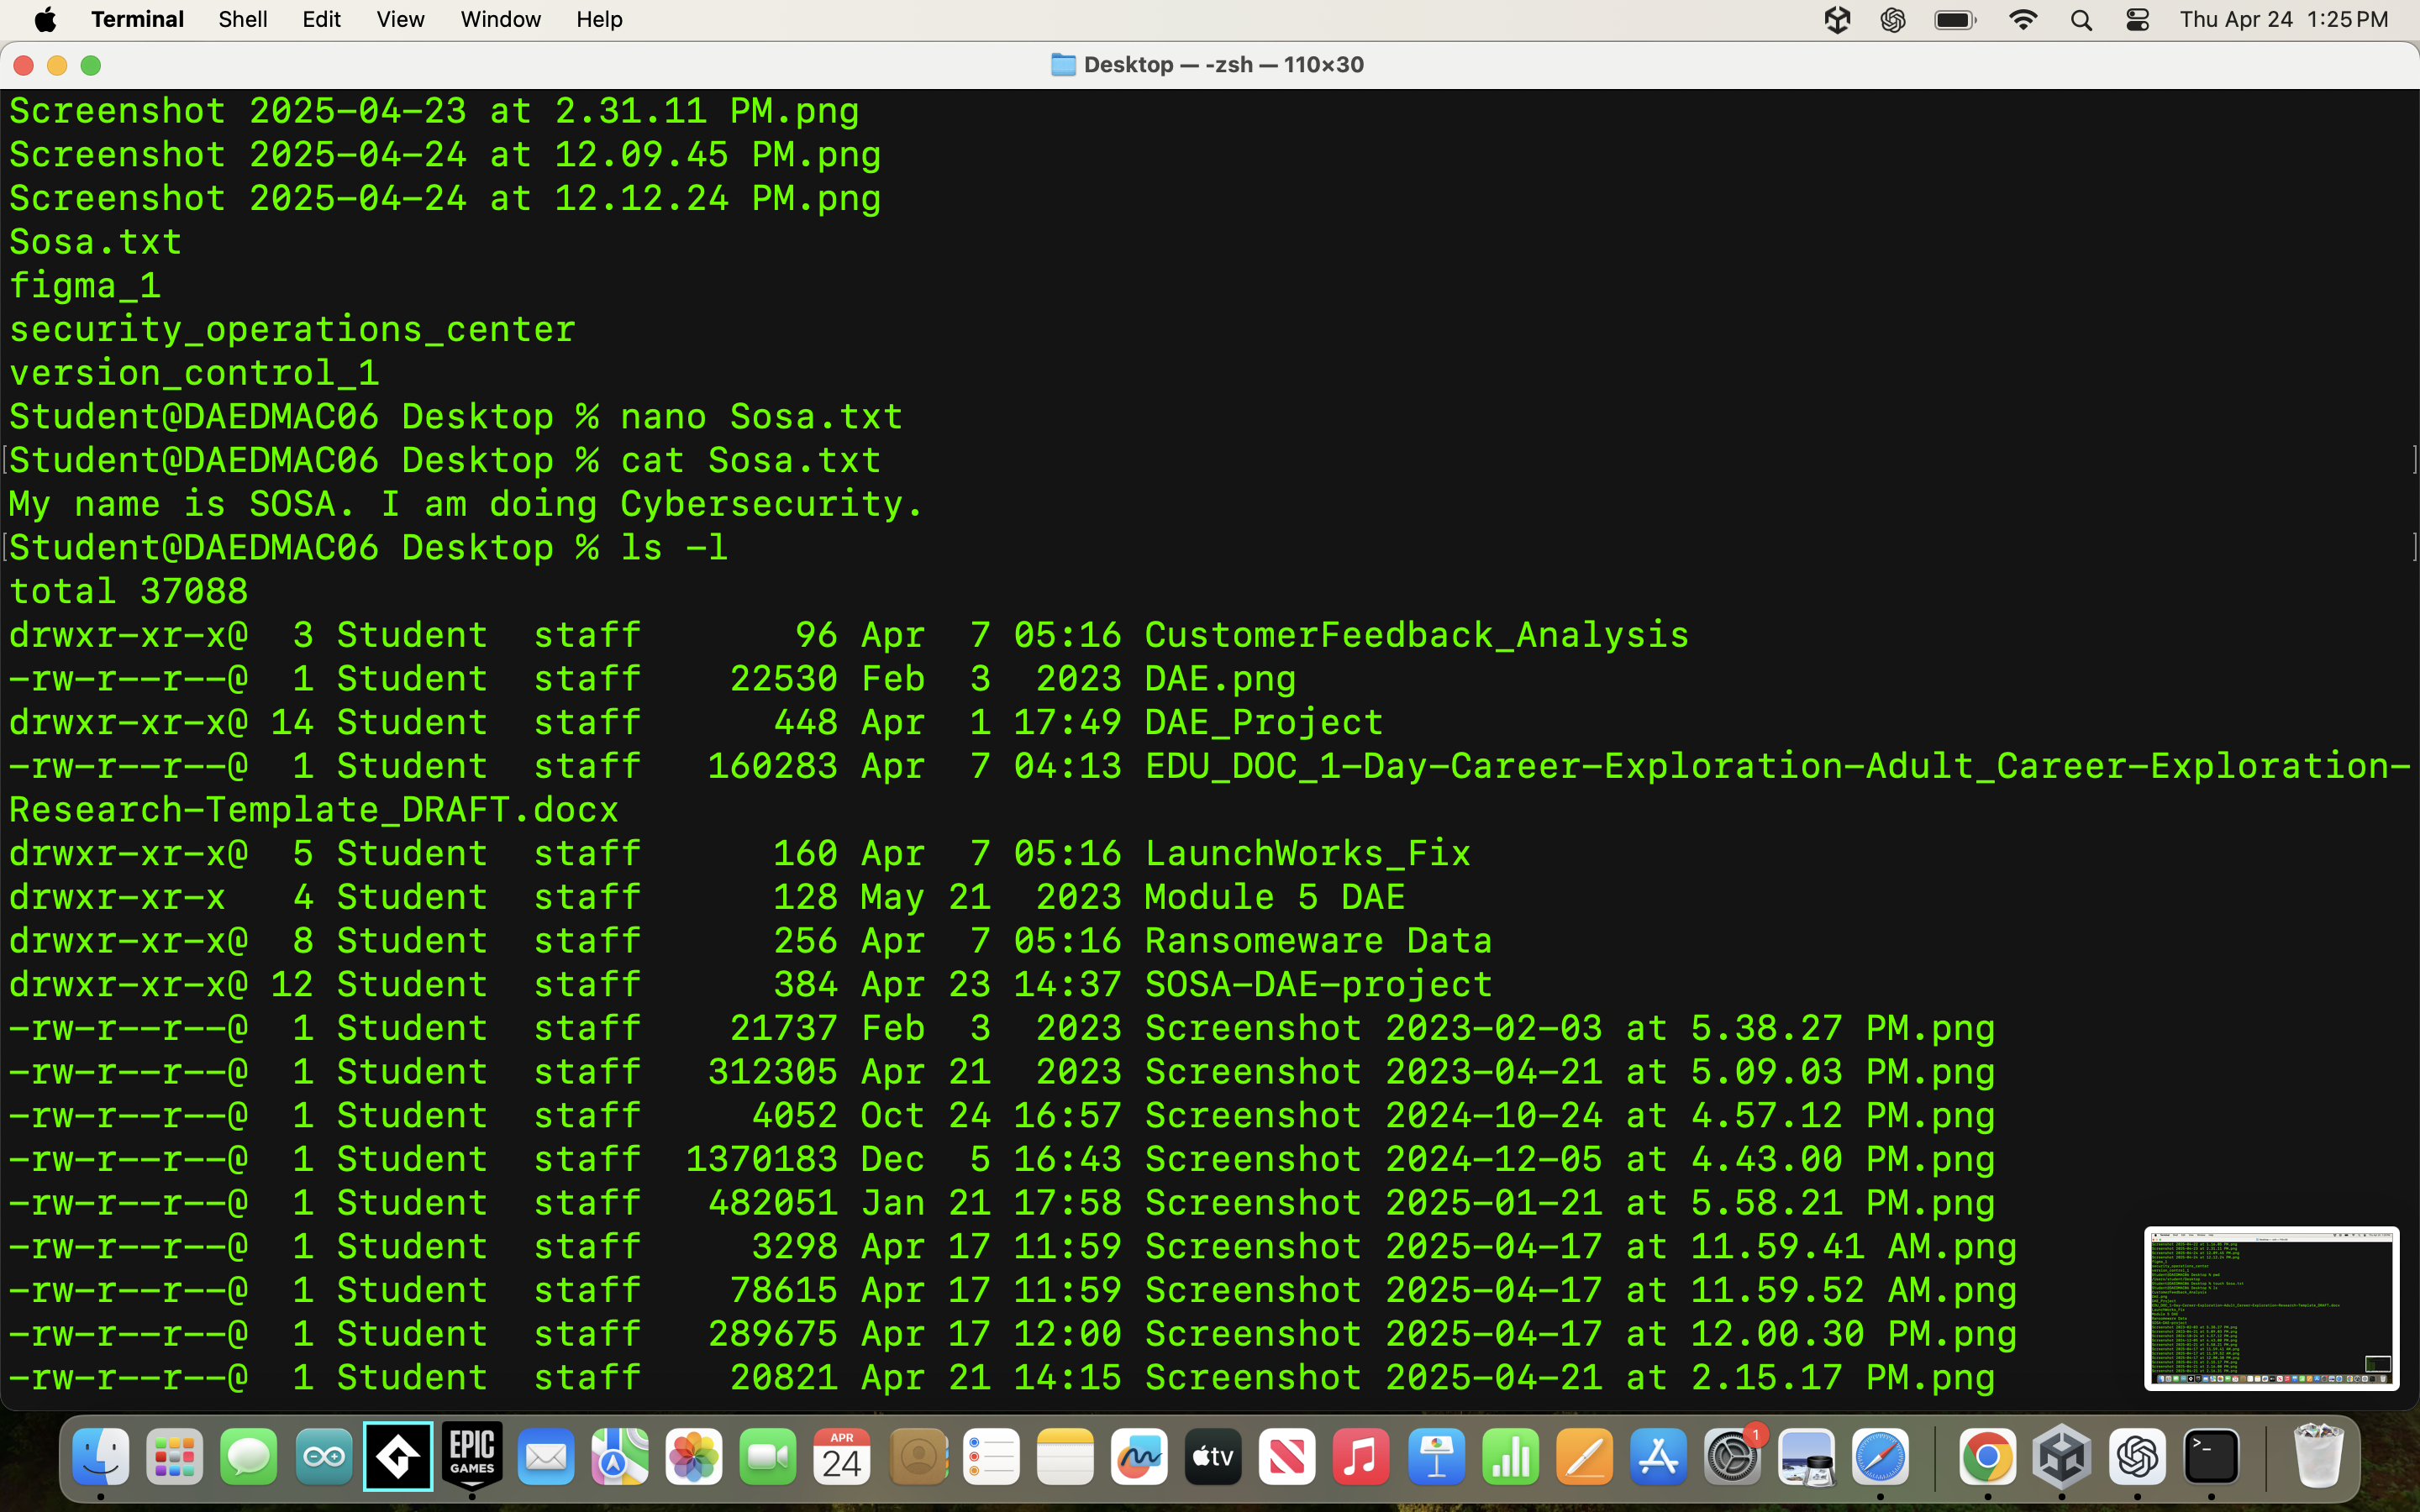 Terminal Shell Edit View Window Help Thu Apr 24 1:25 PM
Desktop — -zsh — 110×30
Screenshot 2025-04-23 at 2.31.11 PM.png
Screenshot 2025-04-24 at 12.09.45 PM.png
Screenshot 2025-04-24 at 12.12.24 PM.png
Sosa.txt
figma_1
security_operations_center
version_control_1
Student@DAEDMAC06 Desktop % nano Sosa.txt
[Student@DAEDMAC06 Desktop % cat Sosa.txt ]
My name is SOSA. I am doing Cybersecurity.
[Student@DAEDMAC06 Desktop % ls -l ]
total 37088
drwxr-xr-x@  3 Student  staff       96 Apr  7 05:16 CustomerFeedback_Analysis
-rw-r--r--@  1 Student  staff    22530 Feb  3  2023 DAE.png
drwxr-xr-x@ 14 Student  staff      448 Apr  1 17:49 DAE_Project
-rw-r--r--@  1 Student  staff   160283 Apr  7 04:13 EDU_DOC_1-Day-Career-Exploration-Adult_Career-Exploration-
Research-Template_DRAFT.docx
drwxr-xr-x@  5 Student  staff      160 Apr  7 05:16 LaunchWorks_Fix
drwxr-xr-x   4 Student  staff      128 May 21  2023 Module 5 DAE
drwxr-xr-x@  8 Student  staff      256 Apr  7 05:16 Ransomeware Data
drwxr-xr-x@ 12 Student  staff      384 Apr 23 14:37 SOSA-DAE-project
-rw-r--r--@  1 Student  staff    21737 Feb  3  2023 Screenshot 2023-02-03 at 5.38.27 PM.png
-rw-r--r--@  1 Student  staff   312305 Apr 21  2023 Screenshot 2023-04-21 at 5.09.03 PM.png
-rw-r--r--@  1 Student  staff     4052 Oct 24 16:57 Screenshot 2024-10-24 at 4.57.12 PM.png
-rw-r--r--@  1 Student  staff  1370183 Dec  5 16:43 Screenshot 2024-12-05 at 4.43.00 PM.png
-rw-r--r--@  1 Student  staff   482051 Jan 21 17:58 Screenshot 2025-01-21 at 5.58.21 PM.png
-rw-r--r--@  1 Student  staff     3298 Apr 17 11:59 Screenshot 2025-04-17 at 11.59.41 AM.png
-rw-r--r--@  1 Student  staff    78615 Apr 17 11:59 Screenshot 2025-04-17 at 11.59.52 AM.png
-rw-r--r--@  1 Student  staff   289675 Apr 17 12:00 Screenshot 2025-04-17 at 12.00.30 PM.png
-rw-r--r--@  1 Student  staff    20821 Apr 21 14:15 Screenshot 2025-04-21 at 2.15.17 PM.png
EPIC
GAMES
APR
24
tv
1
>_